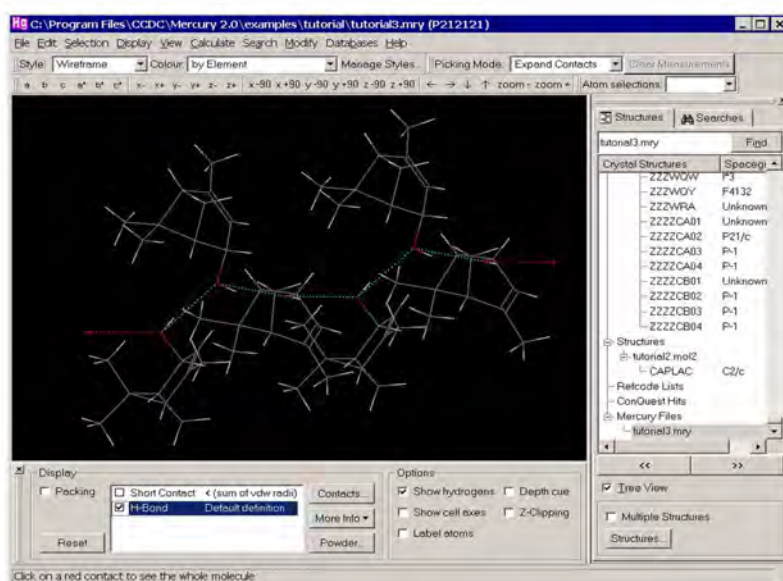 Hg C:\Program Files\CCDC\Mercury 2.0\examples\tutorial\tutorial3.mry (P212121)
File Edit Selection Display View Calculate Search Modify Databases Help
Style: Wireframe Colour: by Element Manage Styles... Picking Mode: Expand Contacts Clear Measurements
a b c a* b* c* x- x+ y- y+ z- z+ x-90 x+90 y-90 y+90 z-90 z+90 ← → ↓ ↑ zoom- zoom+ Atom selections:
Structures Searches
tutorial3.mry Find
Crystal Structures Spacegr
ZZZWOW
ZZZWOY F4132
ZZZWRA Unknown
ZZZZCA01 Unknown
ZZZZCA02 P21/c
ZZZZCA03 P-1
ZZZZCA04 P-1
ZZZZCB01 Unknown
ZZZZCB02 P-1
ZZZZCB03 P-1
ZZZZCB04 P-1
Structures
tutorial2.mol2
CAPLAC C2/c
Refcode Lists
ConQuest Hits
Mercury Files
tutorial3.mry
<< >>
Tree View
Multiple Structures
Structures...
Display
Packing
Reset
Short Contact < (sum of vdw radii)
H-Bond Default definition
Contacts...
More Info
Powder...
Options
Show hydrogens Depth cue
Show cell axes Z-Clipping
Label atoms
Click on a red contact to see the whole molecule